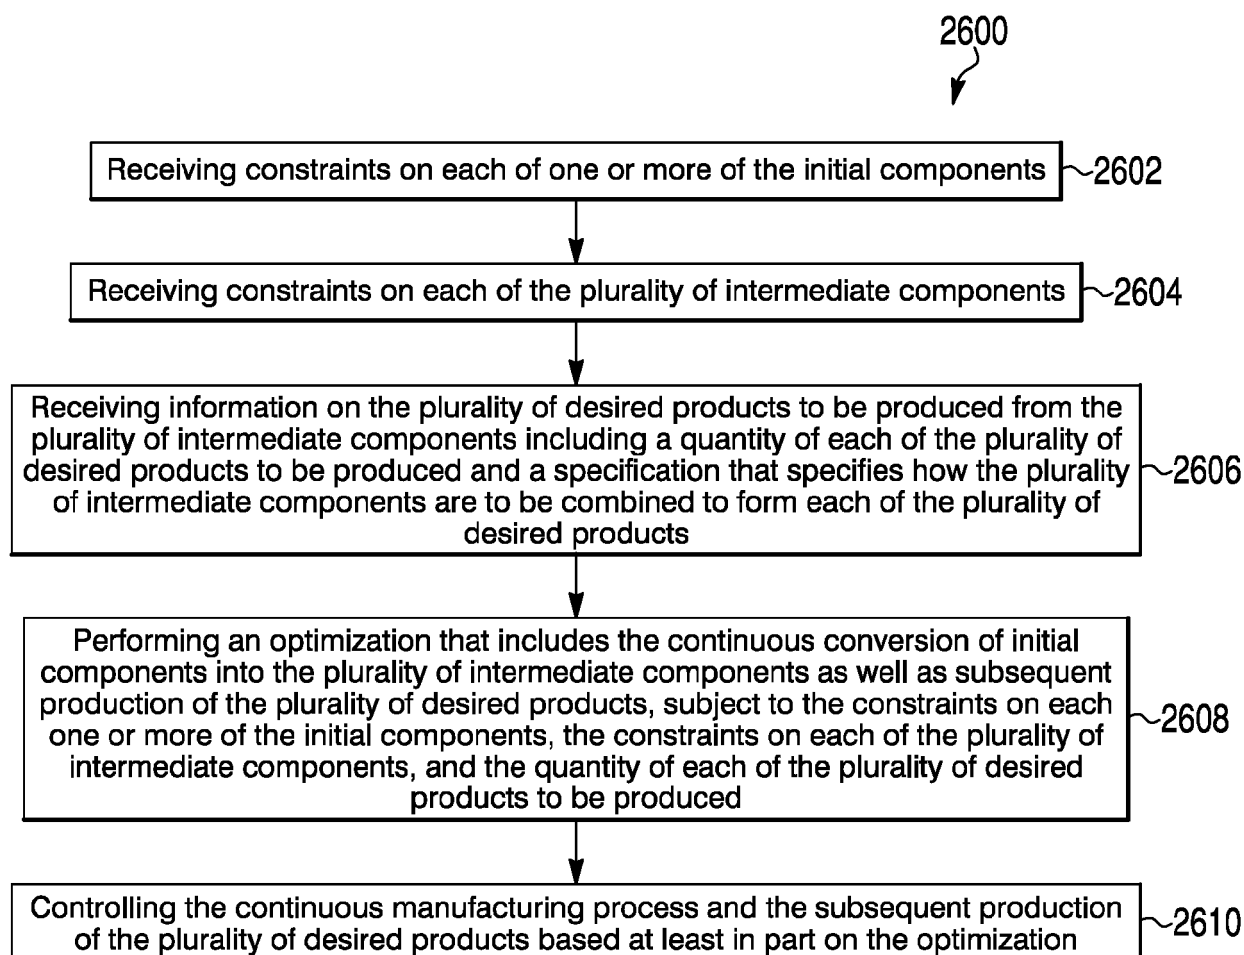 2600
Receiving constraints on each of one or more of the initial components
2602
Receiving constraints on each of the plurality of intermediate components
2604
Receiving information on the plurality of desired products to be produced from the
plurality of intermediate components including a quantity of each of the plurality of
desired products to be produced and a specification that specifies how the plurality
of intermediate components are to be combined to form each of the plurality of
desired products
2606
Performing an optimization that includes the continuous conversion of initial
components into the plurality of intermediate components as well as subsequent
production of the plurality of desired products, subject to the constraints on each
one or more of the initial components, the constraints on each of the plurality of
intermediate components, and the quantity of each of the plurality of desired
products to be produced
2608
Controlling the continuous manufacturing process and the subsequent production
of the plurality of desired products based at least in part on the optimization
2610